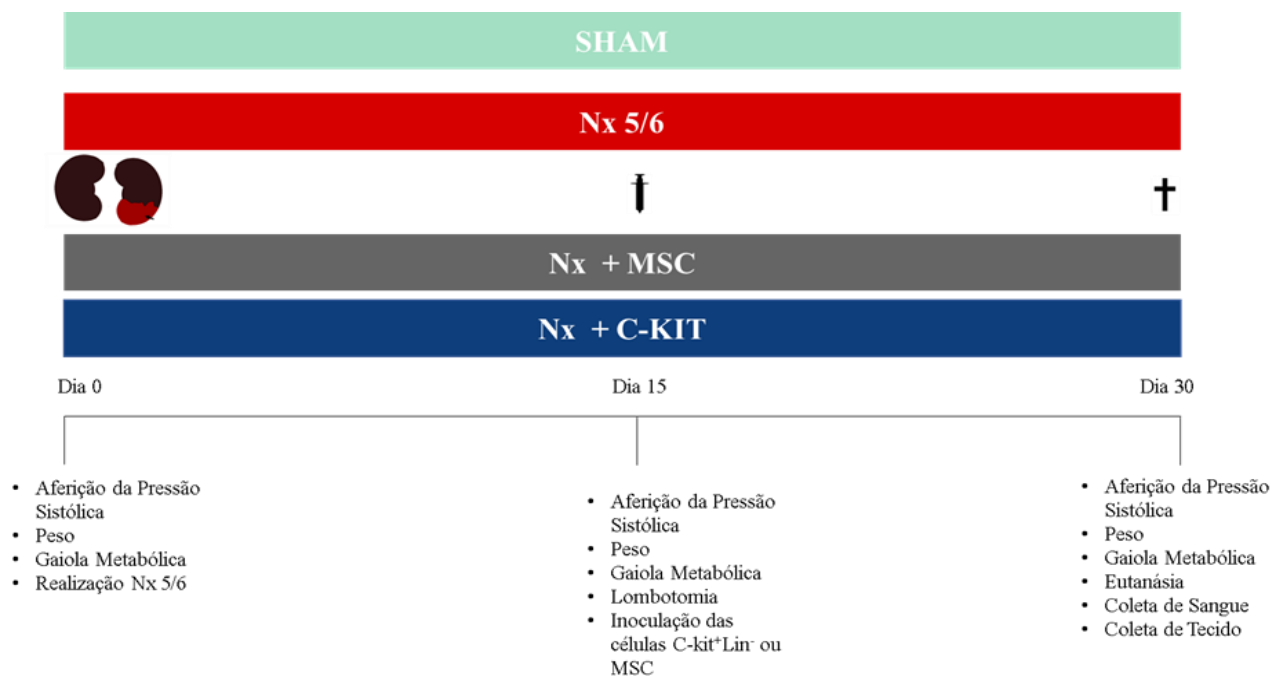 SHAM
Nx 5/6
Nx + MSC
Nx + C-KIT
Dia 0
Dia 15
Dia 30
• Aferição da Pressão
Sistólica
• Peso
• Gaiola Metabólica
• Realização Nx 5/6
• Aferição da Pressão
Sistólica
• Peso
• Gaiola Metabólica
• Lombotomia
• Inoculação das
células C-kit⁺Lin⁻ ou
MSC
• Aferição da Pressão
Sistólica
• Peso
• Gaiola Metabólica
• Eutanásia
• Coleta de Sangue
• Coleta de Tecido